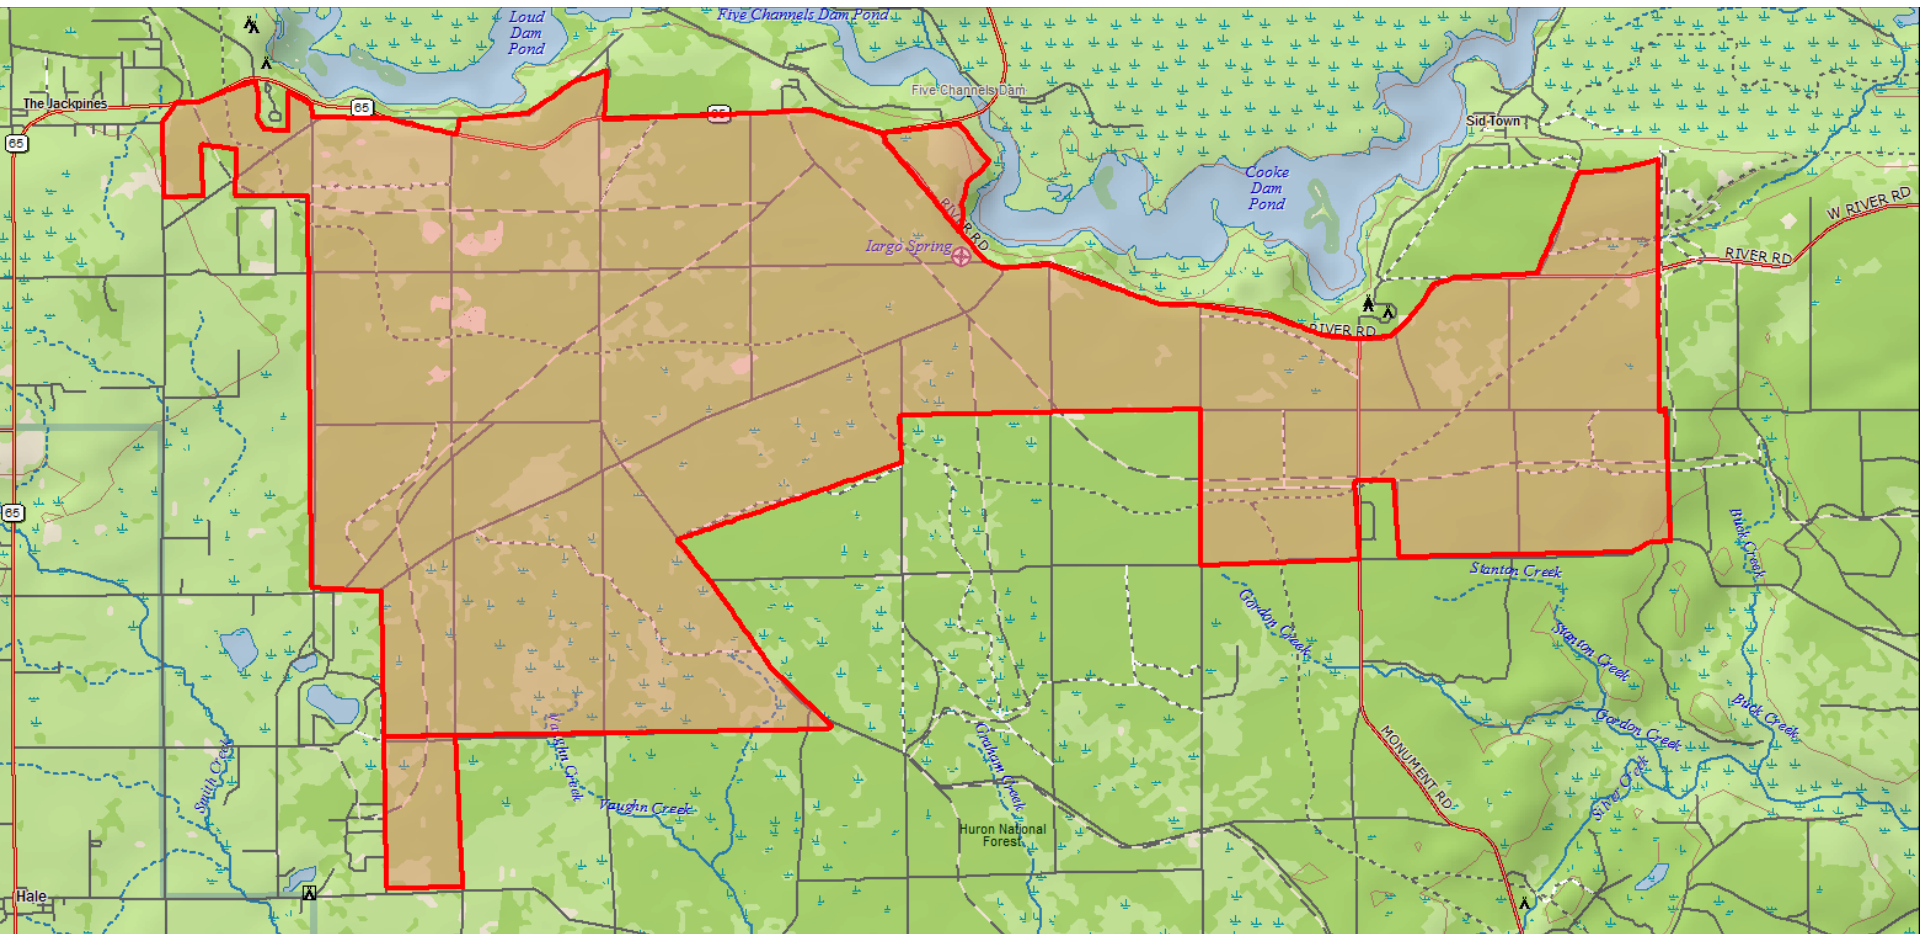 Loud
Dam
Pond
Five Channels Dam Pond
The Jackpines
65
65
65
Five Channels Dam
Sid Town
Cooke
Dam
Pond
W RIVER RD
RIVER RD
RIVER RD
Iargo Spring
RIVER RD
65
Buck Creek
Stanton Creek
Gordon Creek
Stanton Creek
Buck Creek
Gordon Creek
Vaughn Creek
Graham Creek
MONUMENT RD
Smith Creek
Silver Creek
Vaughn Creek
Huron National
Forest
Hale